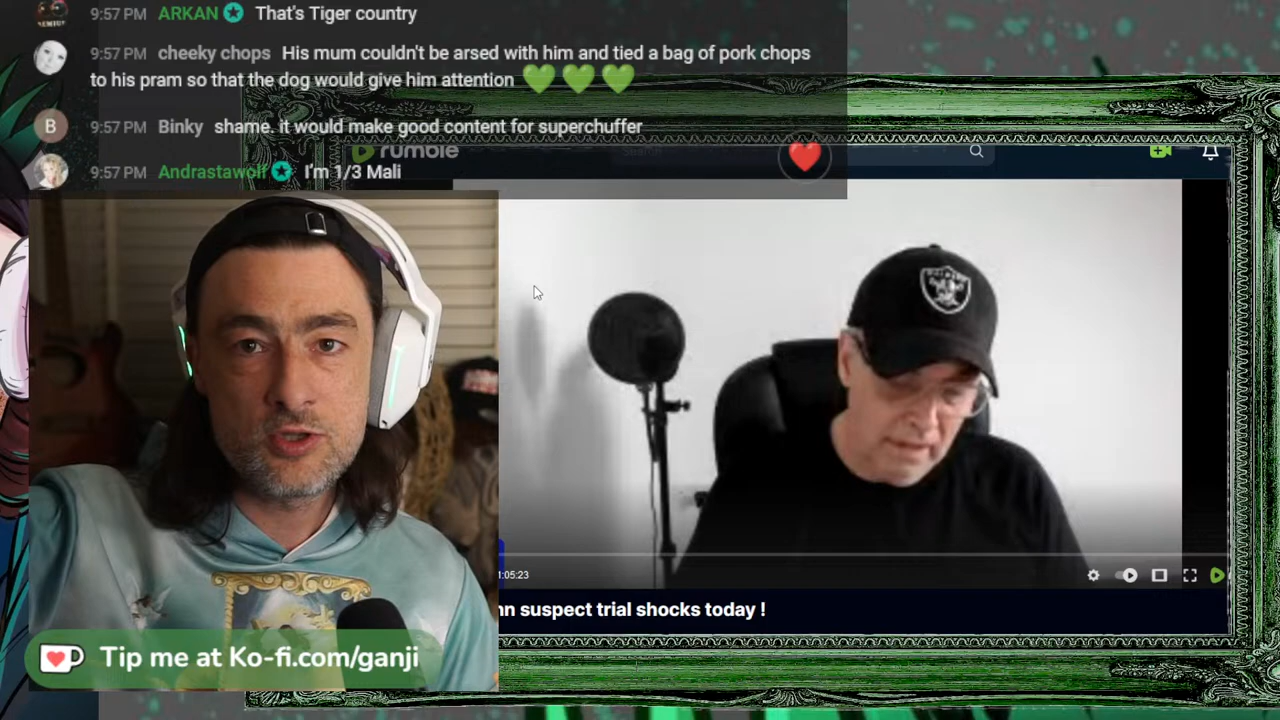 9:57 PM ARKAN That's Tiger country
9:57 PM cheeky chops His mum couldn't be arsed with him and tied a bag of pork chops
to his pram so that the dog would give him attention
B 9:57 PM Binky shame. it would make good content for superchuffer
rumble
9:57 PM Andrastawolf I'm 1/3 Mali
1:05:23
nn suspect trial shocks today !
Tip me at Ko-fi.com/ganji